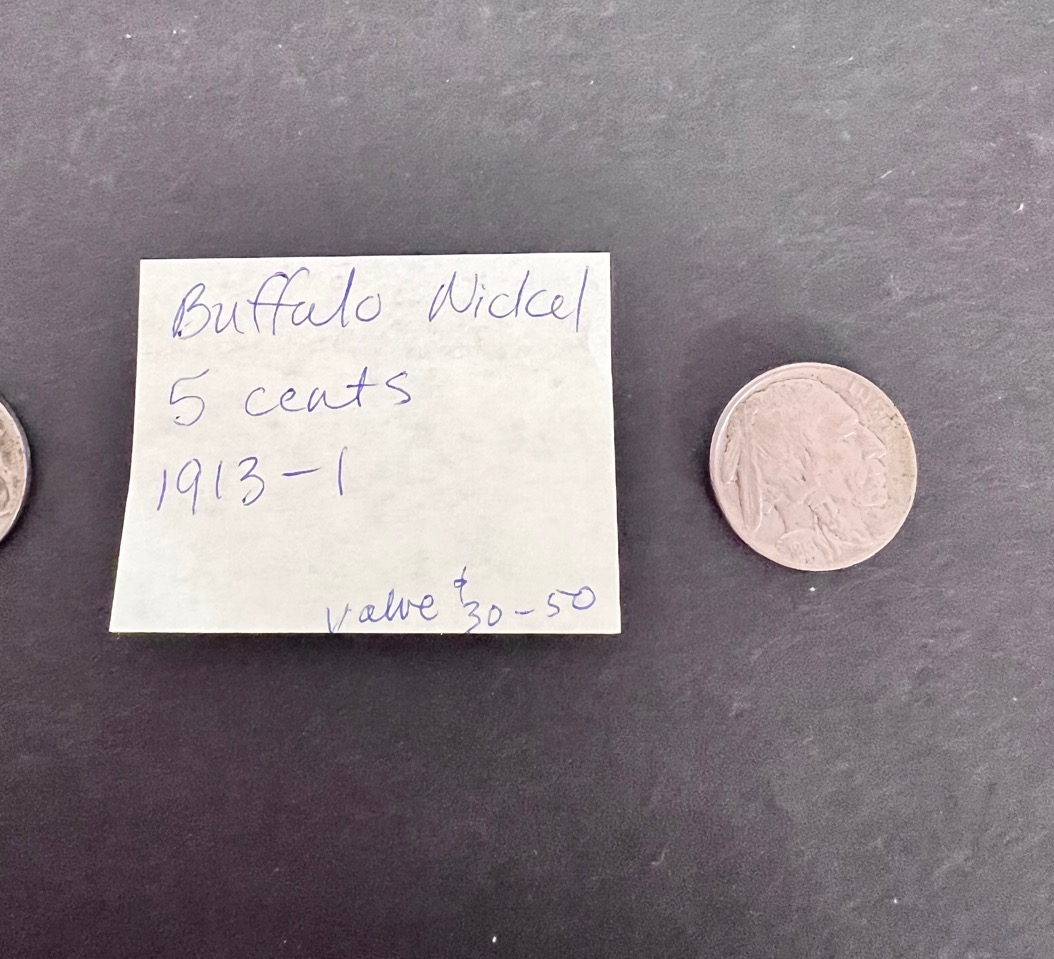 Buffalo Nickel
5 cents
1913-1
value $30-50